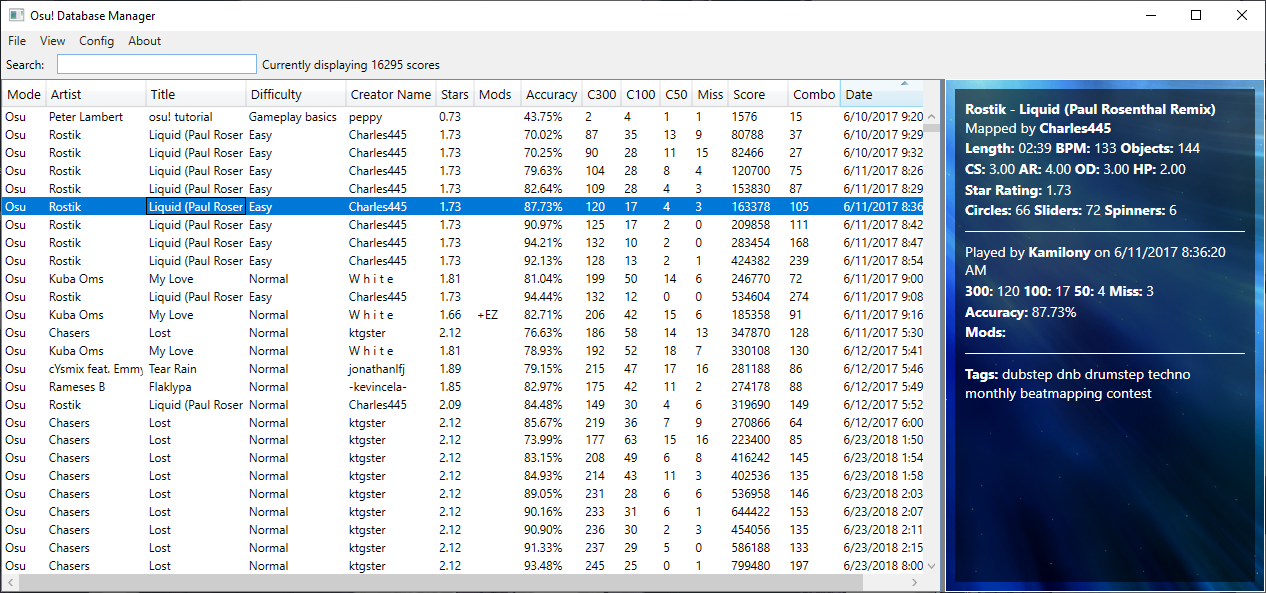 Osu! Database Manager
File View Config About
Search: Currently displaying 16295 scores
Mode Artist Title Difficulty Creator Name Stars Mods Accuracy C300 C100 C50 Miss Score Combo Date
Osu Peter Lambert osu! tutorial Gameplay basics peppy 0.73 43.75% 2 4 1 1 1576 15 6/10/2017 9:20
Osu Rostik Liquid (Paul Roser Easy Charles445 1.73 70.02% 87 35 13 9 80788 37 6/10/2017 9:29
Osu Rostik Liquid (Paul Roser Easy Charles445 1.73 70.25% 90 28 11 15 82466 27 6/10/2017 9:32
Osu Rostik Liquid (Paul Roser Easy Charles445 1.73 79.63% 104 28 8 4 120700 75 6/11/2017 8:26
Osu Rostik Liquid (Paul Roser Easy Charles445 1.73 82.64% 109 28 4 3 153830 87 6/11/2017 8:29
Osu Rostik Liquid (Paul Roser Easy Charles445 1.73 87.73% 120 17 4 3 163378 105 6/11/2017 8:36
Osu Rostik Liquid (Paul Roser Easy Charles445 1.73 90.97% 125 17 2 0 209858 111 6/11/2017 8:42
Osu Rostik Liquid (Paul Roser Easy Charles445 1.73 94.21% 132 10 2 0 283454 168 6/11/2017 8:47
Osu Rostik Liquid (Paul Roser Easy Charles445 1.73 92.13% 128 13 2 1 424382 239 6/11/2017 8:54
Osu Kuba Oms My Love Normal W h i t e 1.81 81.04% 199 50 14 6 246770 72 6/11/2017 9:00
Osu Rostik Liquid (Paul Roser Easy Charles445 1.73 94.44% 132 12 0 0 534604 274 6/11/2017 9:08
Osu Kuba Oms My Love Normal W h i t e 1.66 +EZ 82.71% 206 42 15 6 185358 91 6/11/2017 9:16
Osu Chasers Lost Normal ktgster 2.12 76.63% 186 58 14 13 347870 128 6/11/2017 5:30
Osu Kuba Oms My Love Normal W h i t e 1.81 78.93% 192 52 18 7 330108 130 6/12/2017 5:41
Osu cYsmix feat. Emmy Tear Rain Normal jonathanlfj 1.89 79.15% 215 47 17 16 281188 86 6/12/2017 5:46
Osu Rameses B Flaklypa Normal -kevincela- 1.85 82.97% 175 42 11 2 274178 88 6/12/2017 5:49
Osu Rostik Liquid (Paul Roser Normal Charles445 2.09 84.48% 149 30 4 6 319690 149 6/12/2017 5:52
Osu Chasers Lost Normal ktgster 2.12 85.67% 219 36 7 9 270866 64 6/12/2017 6:00
Osu Chasers Lost Normal ktgster 2.12 73.99% 177 63 15 16 223400 85 6/23/2018 1:50
Osu Chasers Lost Normal ktgster 2.12 83.15% 208 49 6 8 416242 145 6/23/2018 1:54
Osu Chasers Lost Normal ktgster 2.12 84.93% 214 43 11 3 402536 135 6/23/2018 1:58
Osu Chasers Lost Normal ktgster 2.12 89.05% 231 28 6 6 536958 146 6/23/2018 2:03
Osu Chasers Lost Normal ktgster 2.12 90.16% 233 31 6 1 644422 153 6/23/2018 2:07
Osu Chasers Lost Normal ktgster 2.12 90.90% 236 30 2 3 454056 135 6/23/2018 2:11
Osu Chasers Lost Normal ktgster 2.12 91.33% 237 29 5 0 586188 133 6/23/2018 2:15
Osu Chasers Lost Normal ktgster 2.12 93.48% 245 25 0 1 799480 197 6/23/2018 8:00
Rostik - Liquid (Paul Rosenthal Remix)
Mapped by Charles445
Length: 02:39 BPM: 133 Objects: 144
CS: 3.00 AR: 4.00 OD: 3.00 HP: 2.00
Star Rating: 1.73
Circles: 66 Sliders: 72 Spinners: 6
Played by Kamilony on 6/11/2017 8:36:20
AM
300: 120 100: 17 50: 4 Miss: 3
Accuracy: 87.73%
Mods:
Tags: dubstep dnb drumstep techno
monthly beatmapping contest